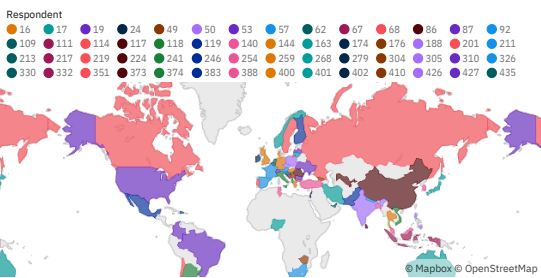 Respondent
16 17 19 24 49 50 53 57 62 67 68 86 87 92
109 111 114 117 118 119 140 144 163 174 176 188 201 211
213 217 219 224 241 246 254 259 268 279 304 305 310 326
330 332 351 373 374 383 388 400 401 402 410 426 427 435
© Mapbox © OpenStreetMap